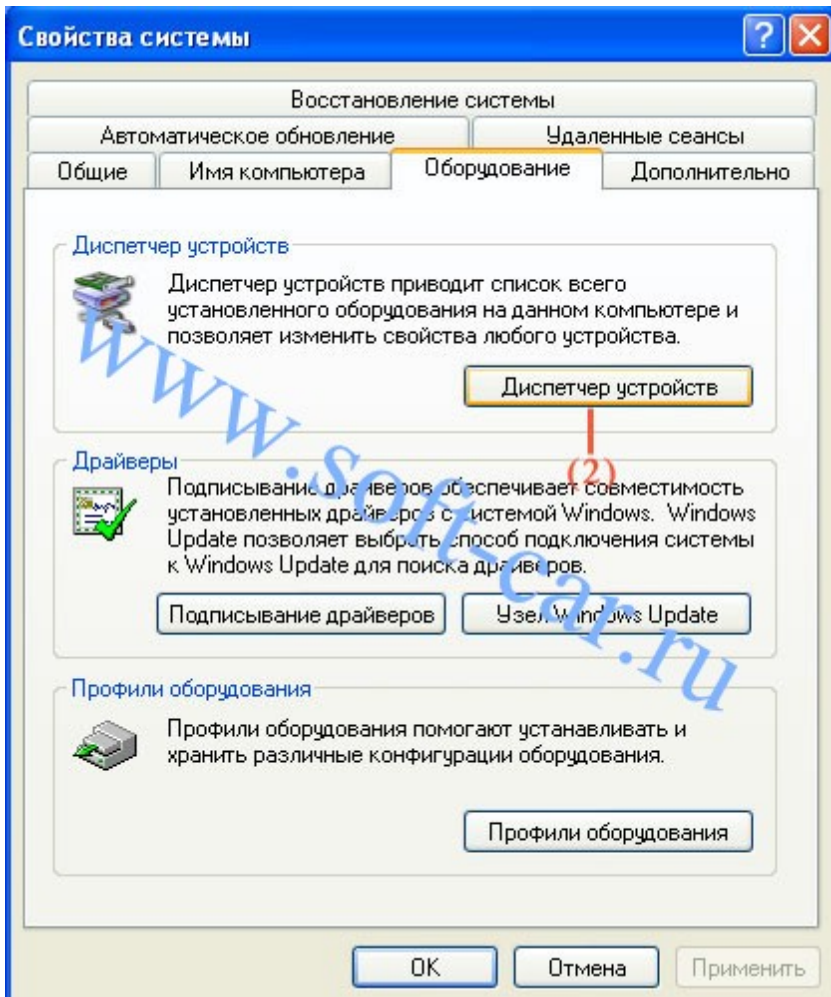 Свойства системы
Восстановление системы
Автоматическое обновление
Удаленные сеансы
Общие
Имя компьютера
Оборудование
Дополнительно
Диспетчер устройств
Диспетчер устройств приводит список всего
установленного оборудования на данном компьютере и
позволяет изменить свойства любого устройства.
Диспетчер устройств
(2)
Драйверы
Подписывание драйверов обеспечивает совместимость
установленных драйверов с системой Windows. Windows
Update позволяет выбрать способ подключения системы
к Windows Update для поиска драйверов.
Подписывание драйверов
Узел Windows Update
Профили оборудования
Профили оборудования помогают устанавливать и
хранить различные конфигурации оборудования.
Профили оборудования
OK
Отмена
Применить
www.soft-car.ru